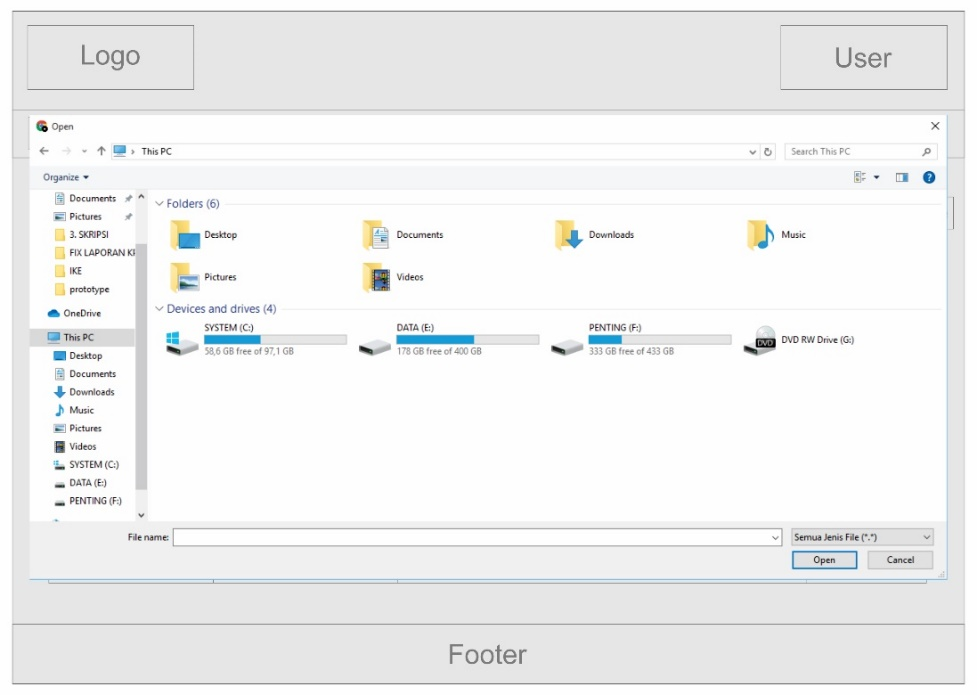 Logo
User
Open
This PC
Search This PC
Organize
Documents
Pictures
3. SKRIPSI
FIX LAPORAN KP
IKE
prototype
OneDrive
This PC
Desktop
Documents
Downloads
Music
Pictures
Videos
SYSTEM (C:)
DATA (E:)
PENTING (F:)
Folders (6)
Desktop
Documents
Downloads
Music
Pictures
Videos
Devices and drives (4)
SYSTEM (C:)
58,6 GB free of 97,1 GB
DATA (E:)
178 GB free of 400 GB
PENTING (F:)
333 GB free of 433 GB
DVD
DVD RW Drive (G:)
File name:
Semua Jenis File (*.*)
Open
Cancel
Footer